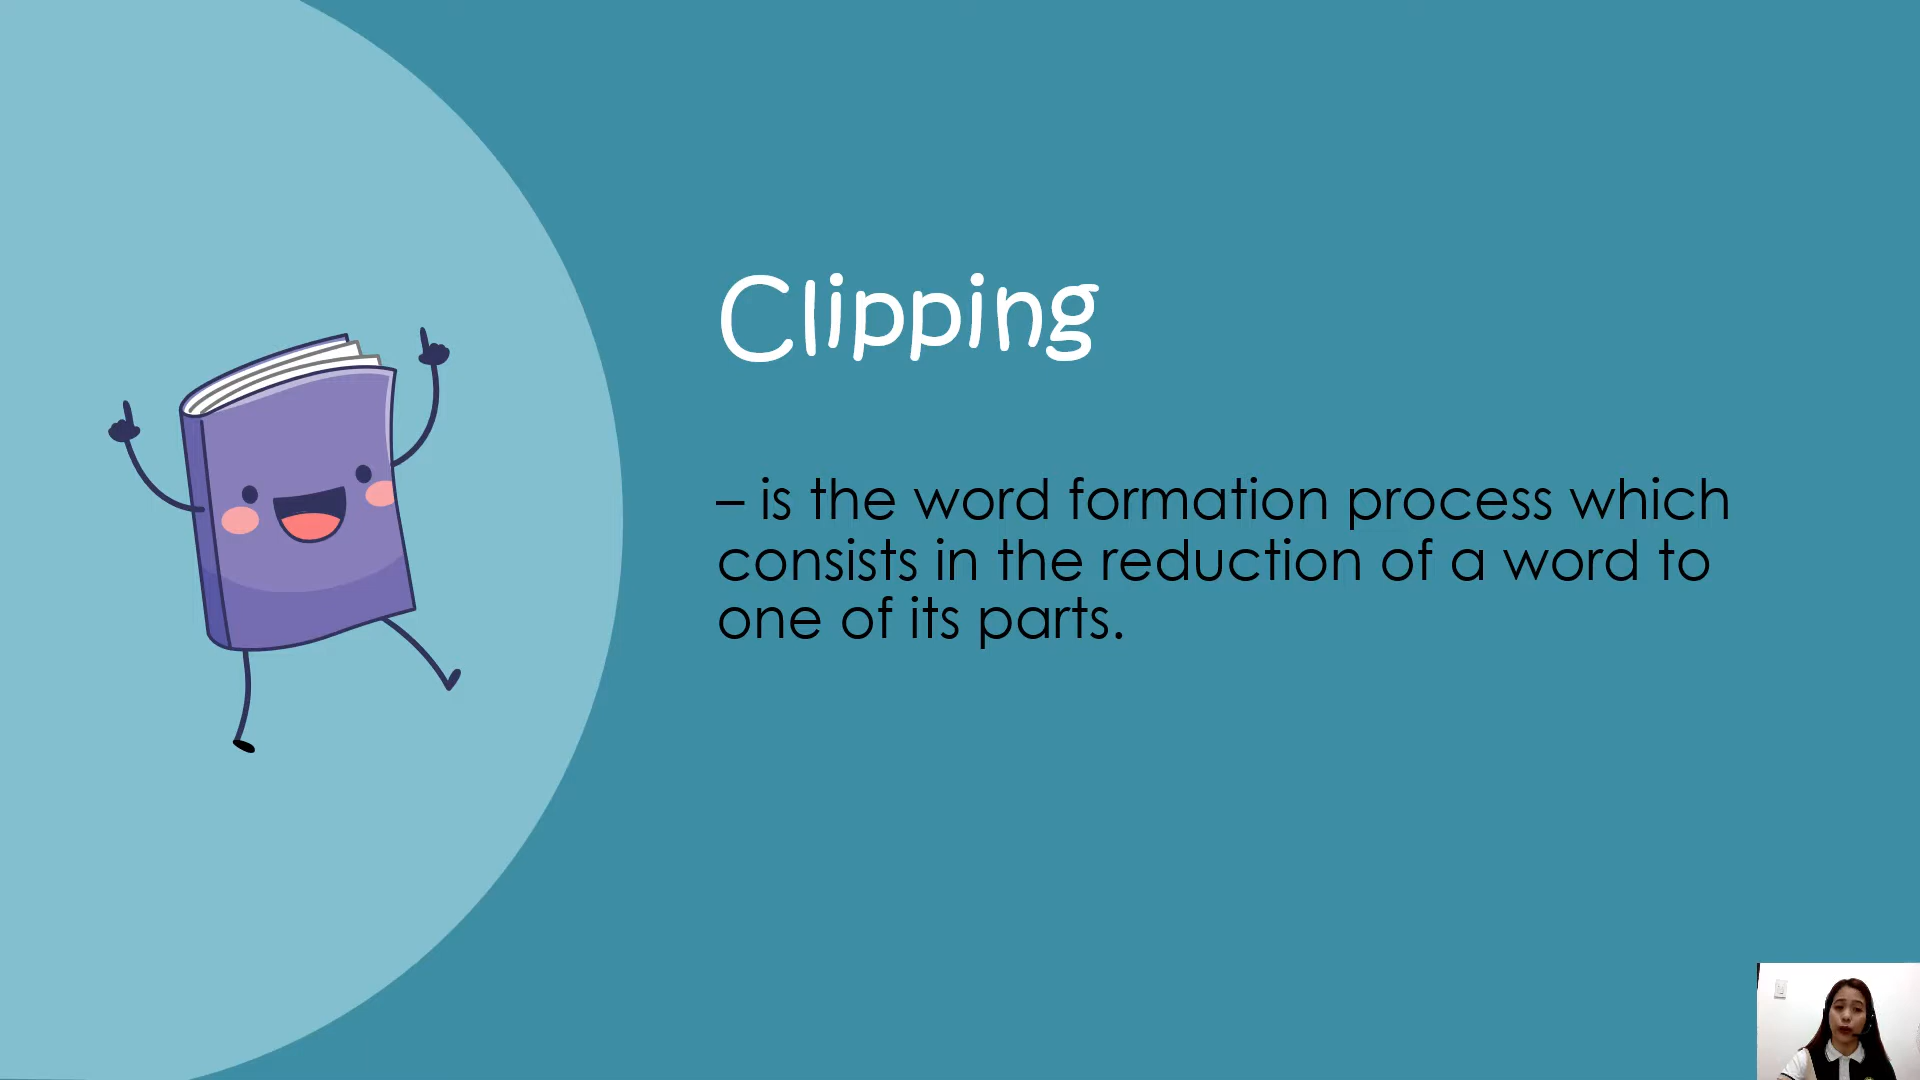 Clipping
– is the word formation process which
consists in the reduction of a word to
one of its parts.